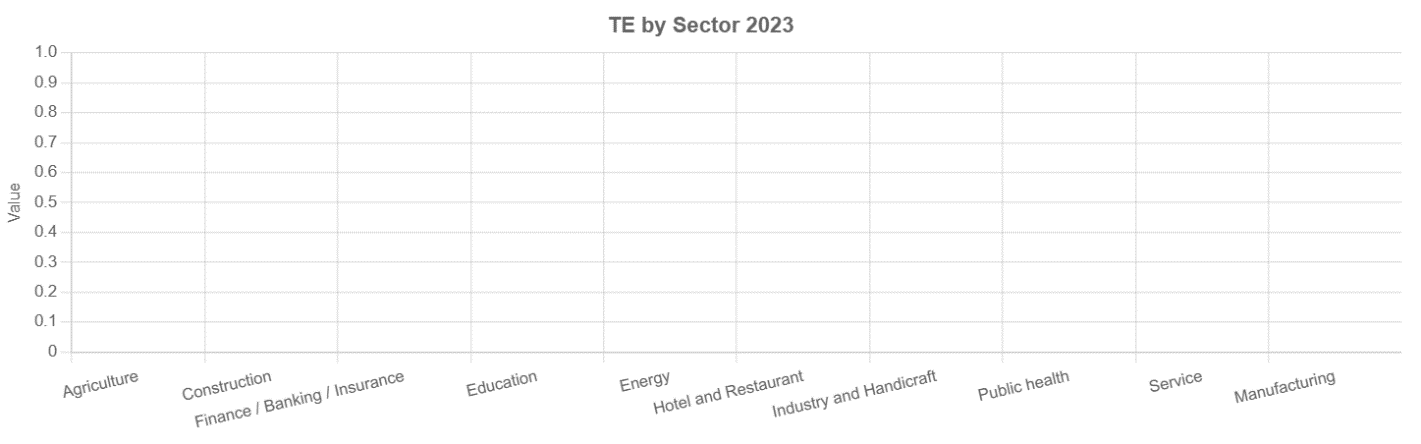 TE by Sector 2023
1.0
0.9
0.8
0.7
0.6
0.5
0.4
0.3
0.2
0.1
0
Value
Agriculture
Construction
Finance / Banking / Insurance
Education
Energy
Hotel and Restaurant
Industry and Handicraft
Public health
Service
Manufacturing